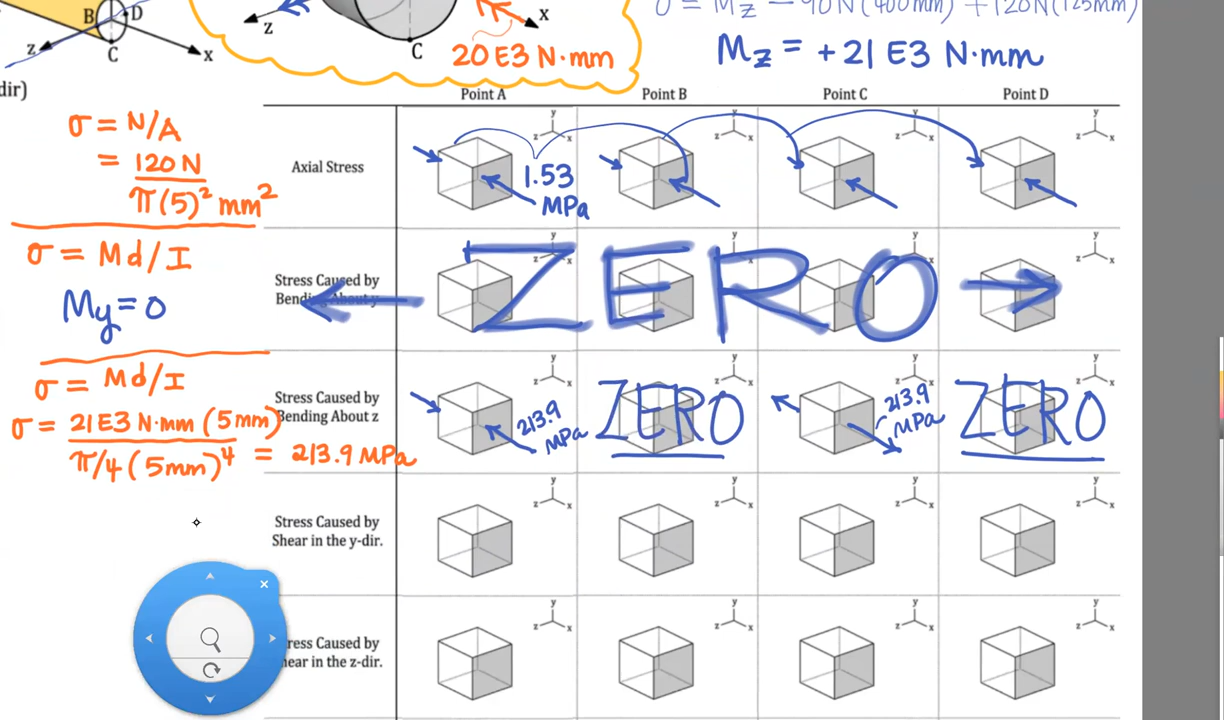 σ = Mz - 90N(400mm) + 120N(125mm)
B
D
z
C
x
z
C
x
20 E3 N·mm
Mz = +21 E3 N·mm
dir)
Point A
Point B
Point C
Point D
σ = N/A
= 120 N
π(5)² mm²
Axial Stress
y
z
x
y
z
x
y
z
x
y
z
x
1.53
MPa
σ = Md/I
My = 0
Stress Caused by
Bending About y
y
y
y
y
z
x
ZERO
σ = Md/I
σ = 21 E3 N·mm (5mm)
π/4 (5mm)⁴
= 213.9 MPa
Stress Caused by
Bending About z
y
z
x
y
z
x
y
z
x
y
z
x
213.9
MPa
ZERO
213.9
MPa
ZERO
Stress Caused by
Shear in the y-dir.
y
z
x
y
z
x
y
z
x
y
z
x
ress Caused by
hear in the z-dir.
y
z
x
y
z
x
y
z
x
y
z
x